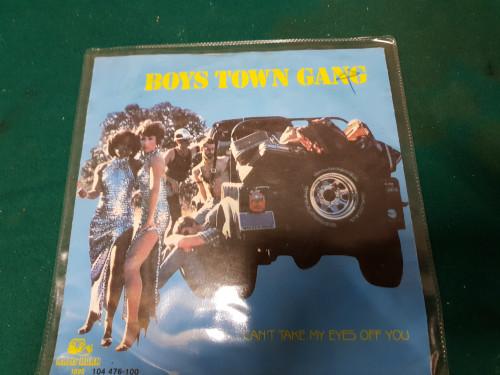 BOYS TOWN GANG
CAN'T TAKE MY EYES OFF YOU
104 476-100